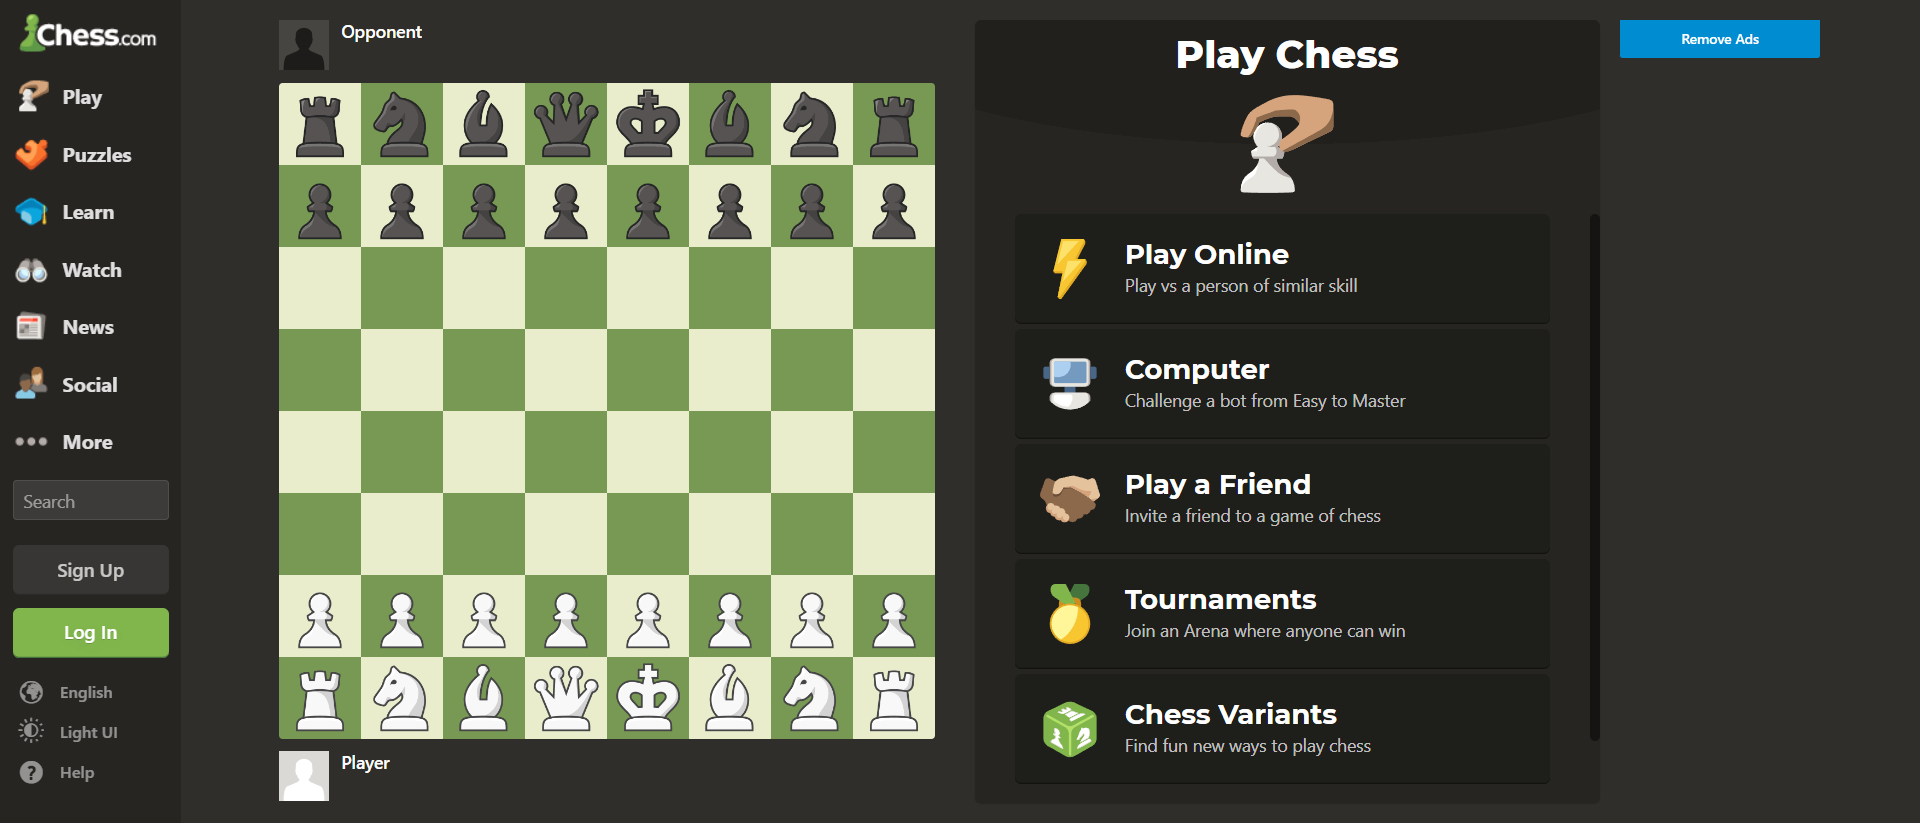 Chess.com
Play
Puzzles
Learn
Watch
News
Social
More
Search
Sign Up
Log In
English
Light UI
Help
Opponent
Player
Play Chess
Play Online
Play vs a person of similar skill
Computer
Challenge a bot from Easy to Master
Play a Friend
Invite a friend to a game of chess
Tournaments
Join an Arena where anyone can win
Chess Variants
Find fun new ways to play chess
Remove Ads